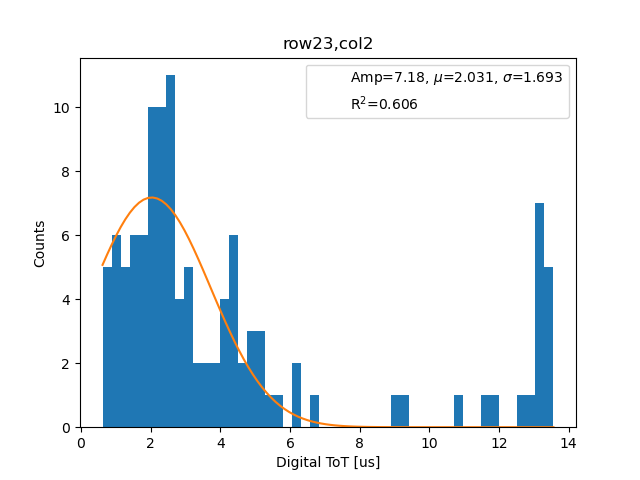 row23,col2
Amp=7.18, μ=2.031, σ=1.693
R²=0.606
Counts
10
8
6
4
2
0
0 2 4 6 8 10 12 14
Digital ToT [us]